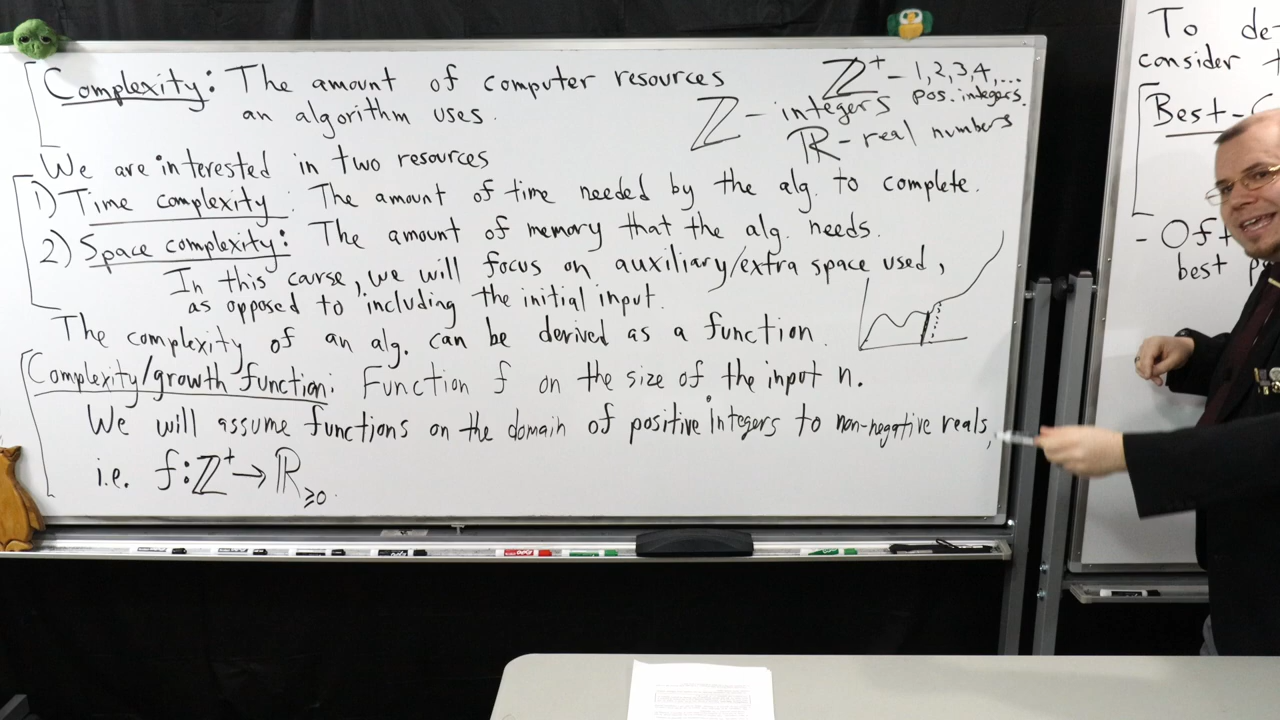 Complexity: The amount of computer resources
an algorithm uses.
ℤ⁺ - 1,2,3,4,...
pos. integers.
ℤ - integers
ℝ - real numbers
We are interested in two resources
1) Time complexity: The amount of time needed by the alg. to complete.
2) Space complexity: The amount of memory that the alg. needs.
In this course, we will focus on auxiliary/extra space used,
as opposed to including the initial input.
The complexity of an alg. can be derived as a function.
Complexity/growth function: Function f on the size of the input n.
We will assume functions on the domain of positive integers to non-negative reals,
i.e. f: ℤ⁺ → ℝ≥0.
To de-
consider
Best-
- Of
best